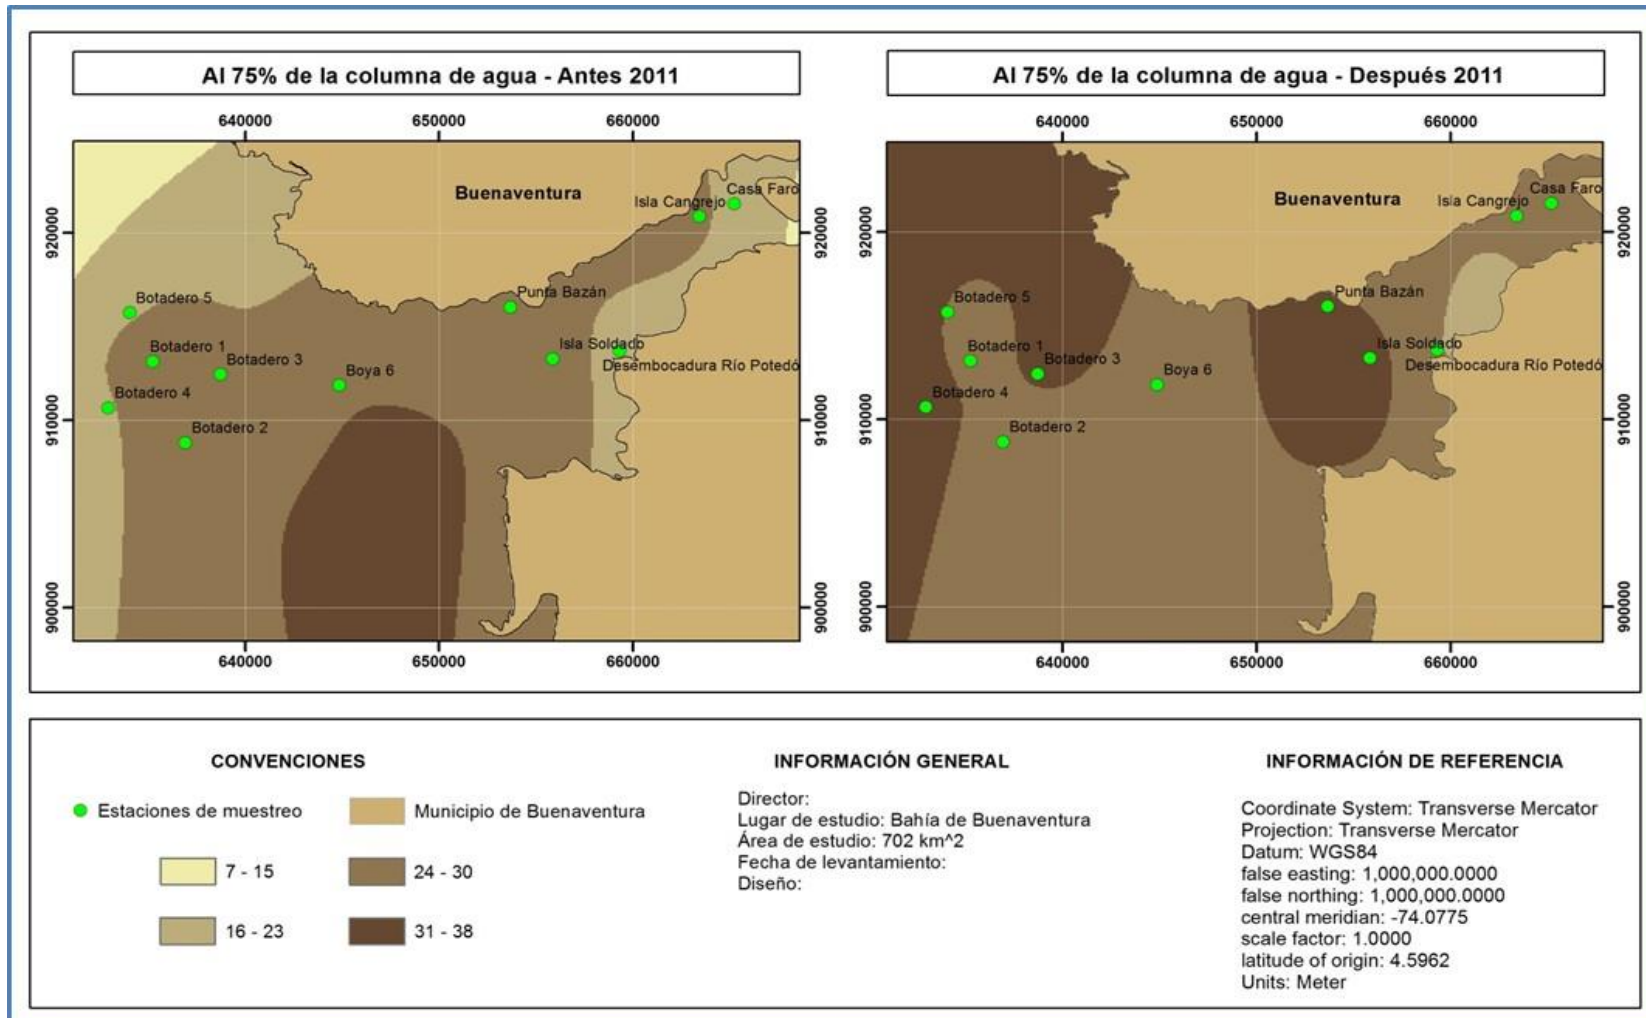 Al 75% de la columna de agua - Antes 2011
640000 650000 660000
Buenaventura
Casa Faro
Isla Cangrejo
920000 920000
Botadero 5
Punta Bazán
Botadero 1
Botadero 3
Isla Soldado
Boya 6
Desembocadura Río Potedó
Botadero 4
910000 910000
Botadero 2
900000 900000
640000 650000 660000
Al 75% de la columna de agua - Después 2011
640000 650000 660000
Buenaventura
Casa Faro
Isla Cangrejo
920000 920000
Botadero 5
Punta Bazán
Botadero 1
Botadero 3
Isla Soldado
Boya 6
Desembocadura Río Potedó
Botadero 4
910000 910000
Botadero 2
900000 900000
640000 650000 660000
CONVENCIONES
Estaciones de muestreo Municipio de Buenaventura
7 - 15 24 - 30
16 - 23 31 - 38
INFORMACIÓN GENERAL
Director:
Lugar de estudio: Bahía de Buenaventura
Área de estudio: 702 km^2
Fecha de levantamiento:
Diseño:
INFORMACIÓN DE REFERENCIA
Coordinate System: Transverse Mercator
Projection: Transverse Mercator
Datum: WGS84
false easting: 1,000,000.0000
false northing: 1,000,000.0000
central meridian: -74.0775
scale factor: 1.0000
latitude of origin: 4.5962
Units: Meter